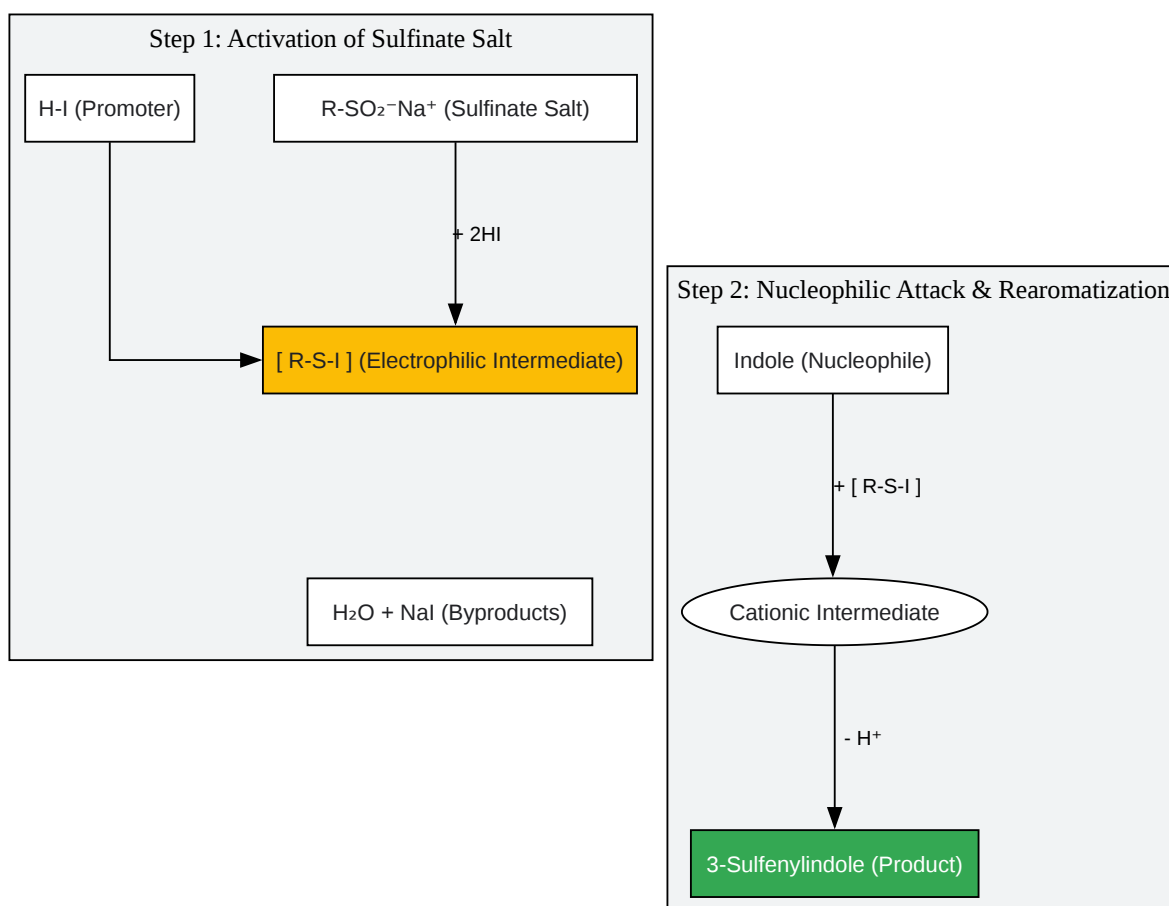 Step 1: Activation of Sulfinate Salt
H-I (Promoter)
R-SO₂⁻Na⁺ (Sulfinate Salt)
+ 2HI
[ R-S-I ] (Electrophilic Intermediate)
H₂O + NaI (Byproducts)
Step 2: Nucleophilic Attack & Rearomatization
Indole (Nucleophile)
+ [ R-S-I ]
Cationic Intermediate
- H⁺
3-Sulfenylindole (Product)